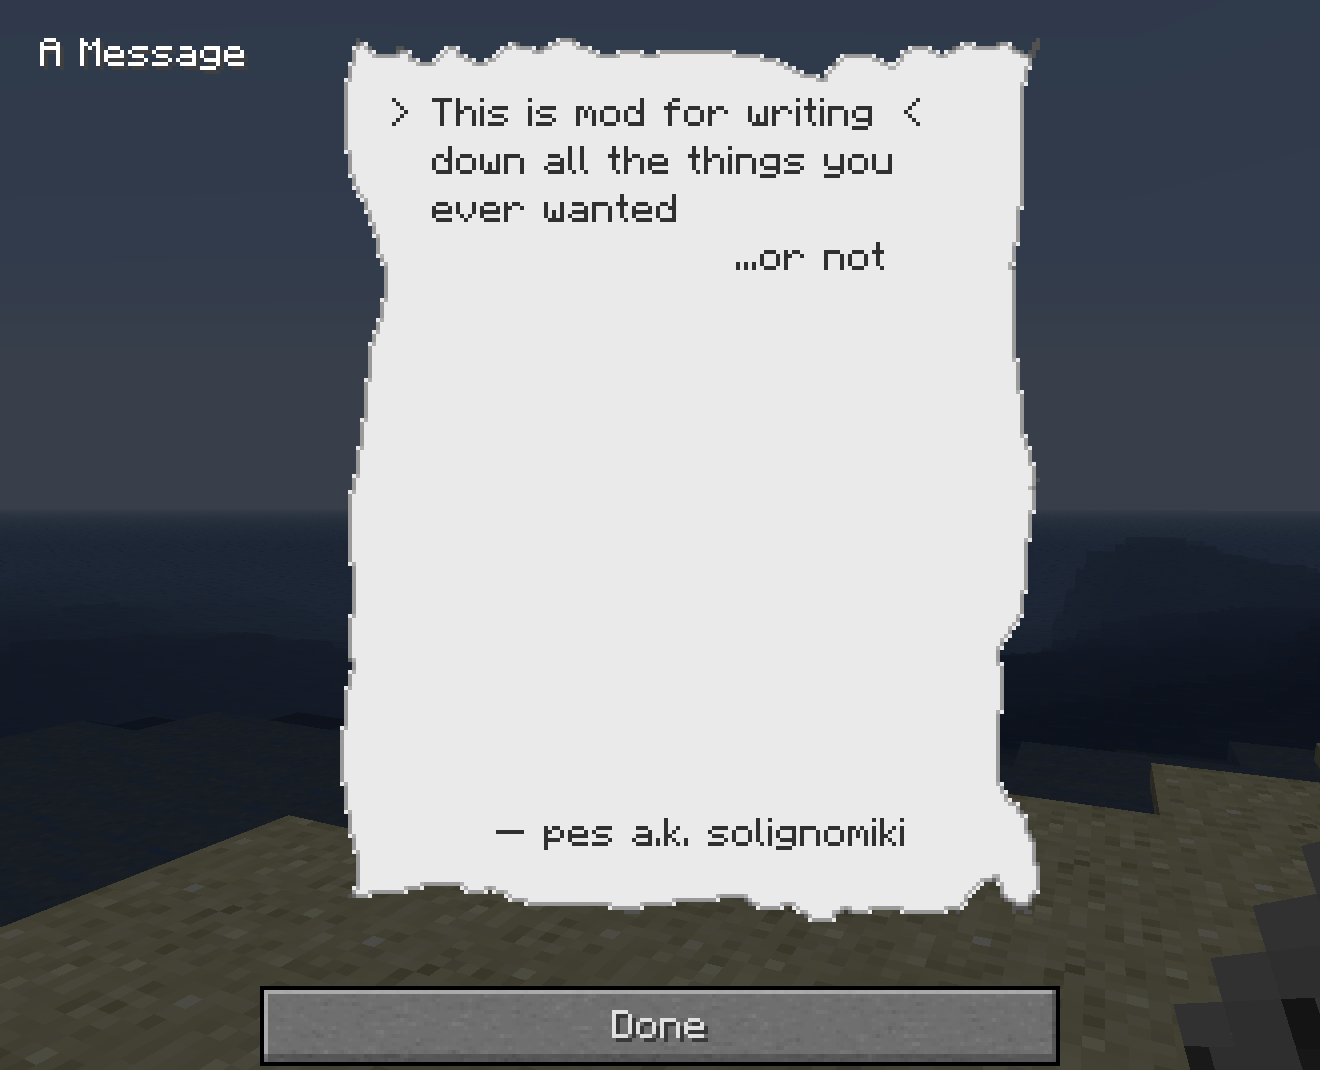 A Message
> This is mod for writing <
down all the things you
ever wanted
...or not
— pes a.k. solignomiki
Done